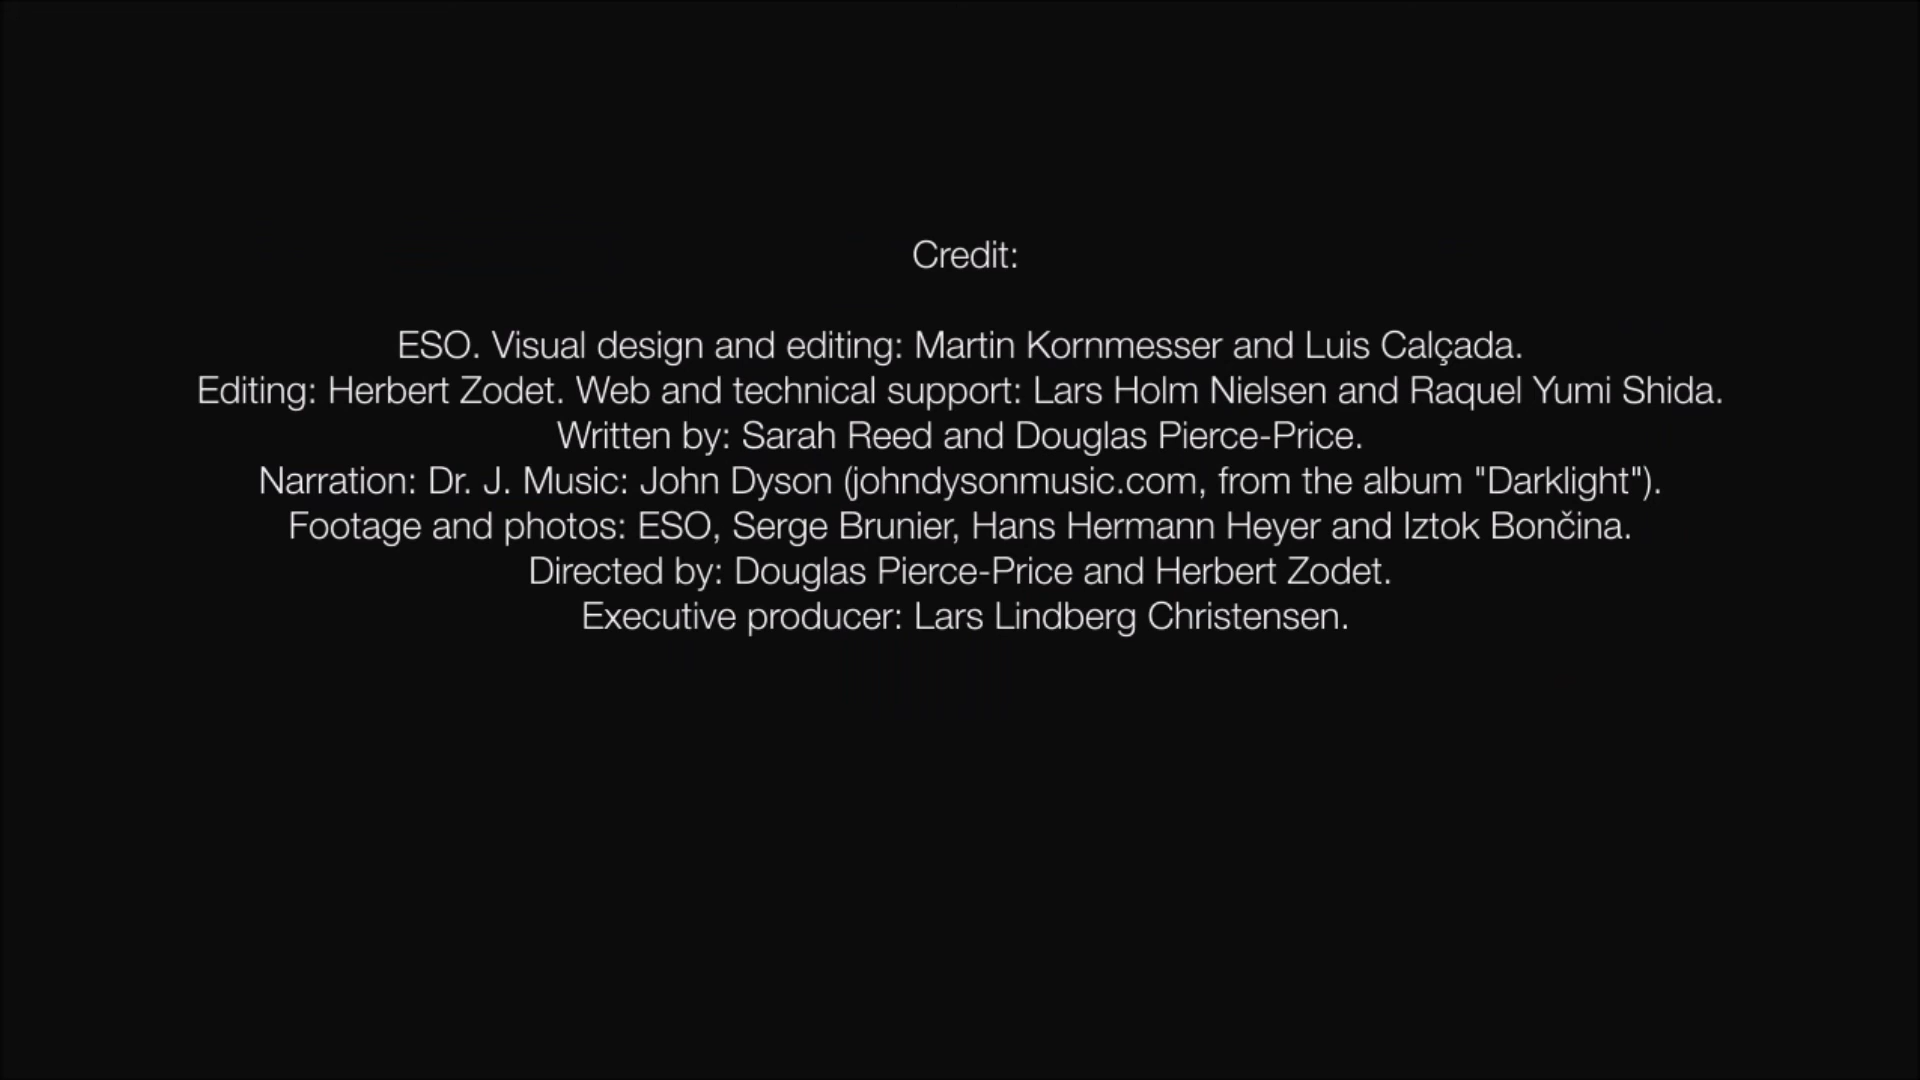 Credit:
ESO. Visual design and editing: Martin Kornmesser and Luis Calçada.
Editing: Herbert Zodet. Web and technical support: Lars Holm Nielsen and Raquel Yumi Shida.
Written by: Sarah Reed and Douglas Pierce-Price.
Narration: Dr. J. Music: John Dyson (johndysonmusic.com, from the album "Darklight").
Footage and photos: ESO, Serge Brunier, Hans Hermann Heyer and Iztok Bončina.
Directed by: Douglas Pierce-Price and Herbert Zodet.
Executive producer: Lars Lindberg Christensen.